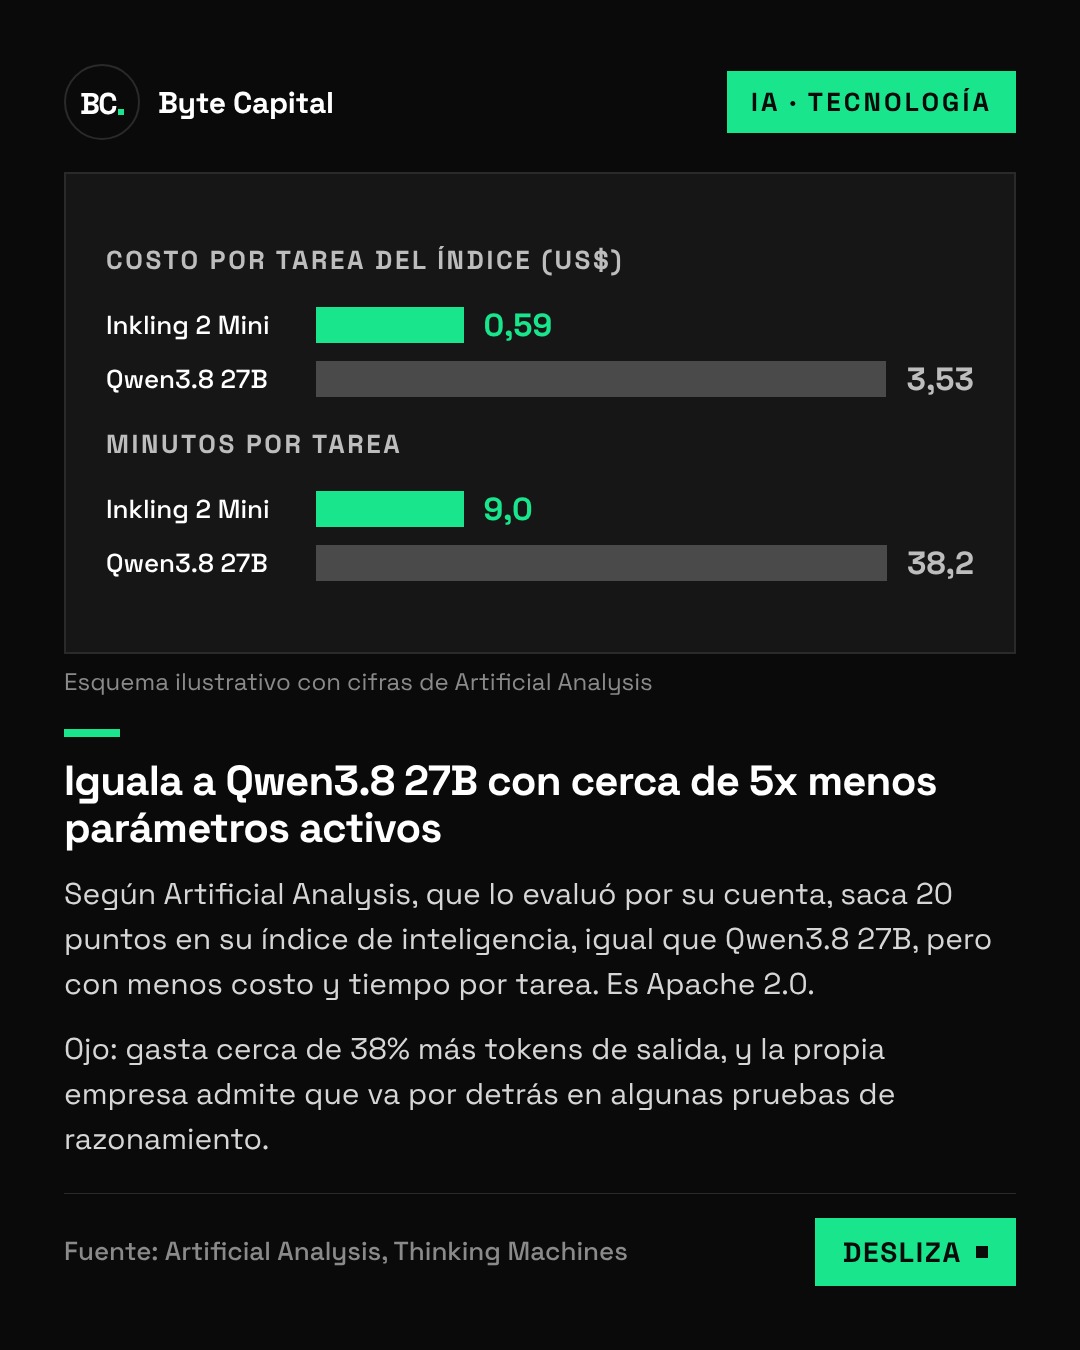 BC.
Byte Capital
IA · TECNOLOGÍA
COSTO POR TAREA DEL ÍNDICE (US$)
Inkling 2 Mini 0,59
Qwen3.8 27B 3,53
MINUTOS POR TAREA
Inkling 2 Mini 9,0
Qwen3.8 27B 38,2
Esquema ilustrativo con cifras de Artificial Analysis
Iguala a Qwen3.8 27B con cerca de 5x menos
parámetros activos
Según Artificial Analysis, que lo evaluó por su cuenta, saca 20
puntos en su índice de inteligencia, igual que Qwen3.8 27B, pero
con menos costo y tiempo por tarea. Es Apache 2.0.
Ojo: gasta cerca de 38% más tokens de salida, y la propia
empresa admite que va por detrás en algunas pruebas de
razonamiento.
Fuente: Artificial Analysis, Thinking Machines
DESLIZA